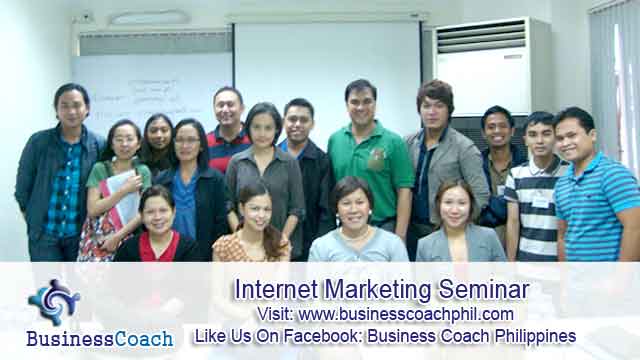 Internet Marketing Seminar
Visit: www.businesscoachphil.com
BusinessCoach
Like Us On Facebook: Business Coach Philippines